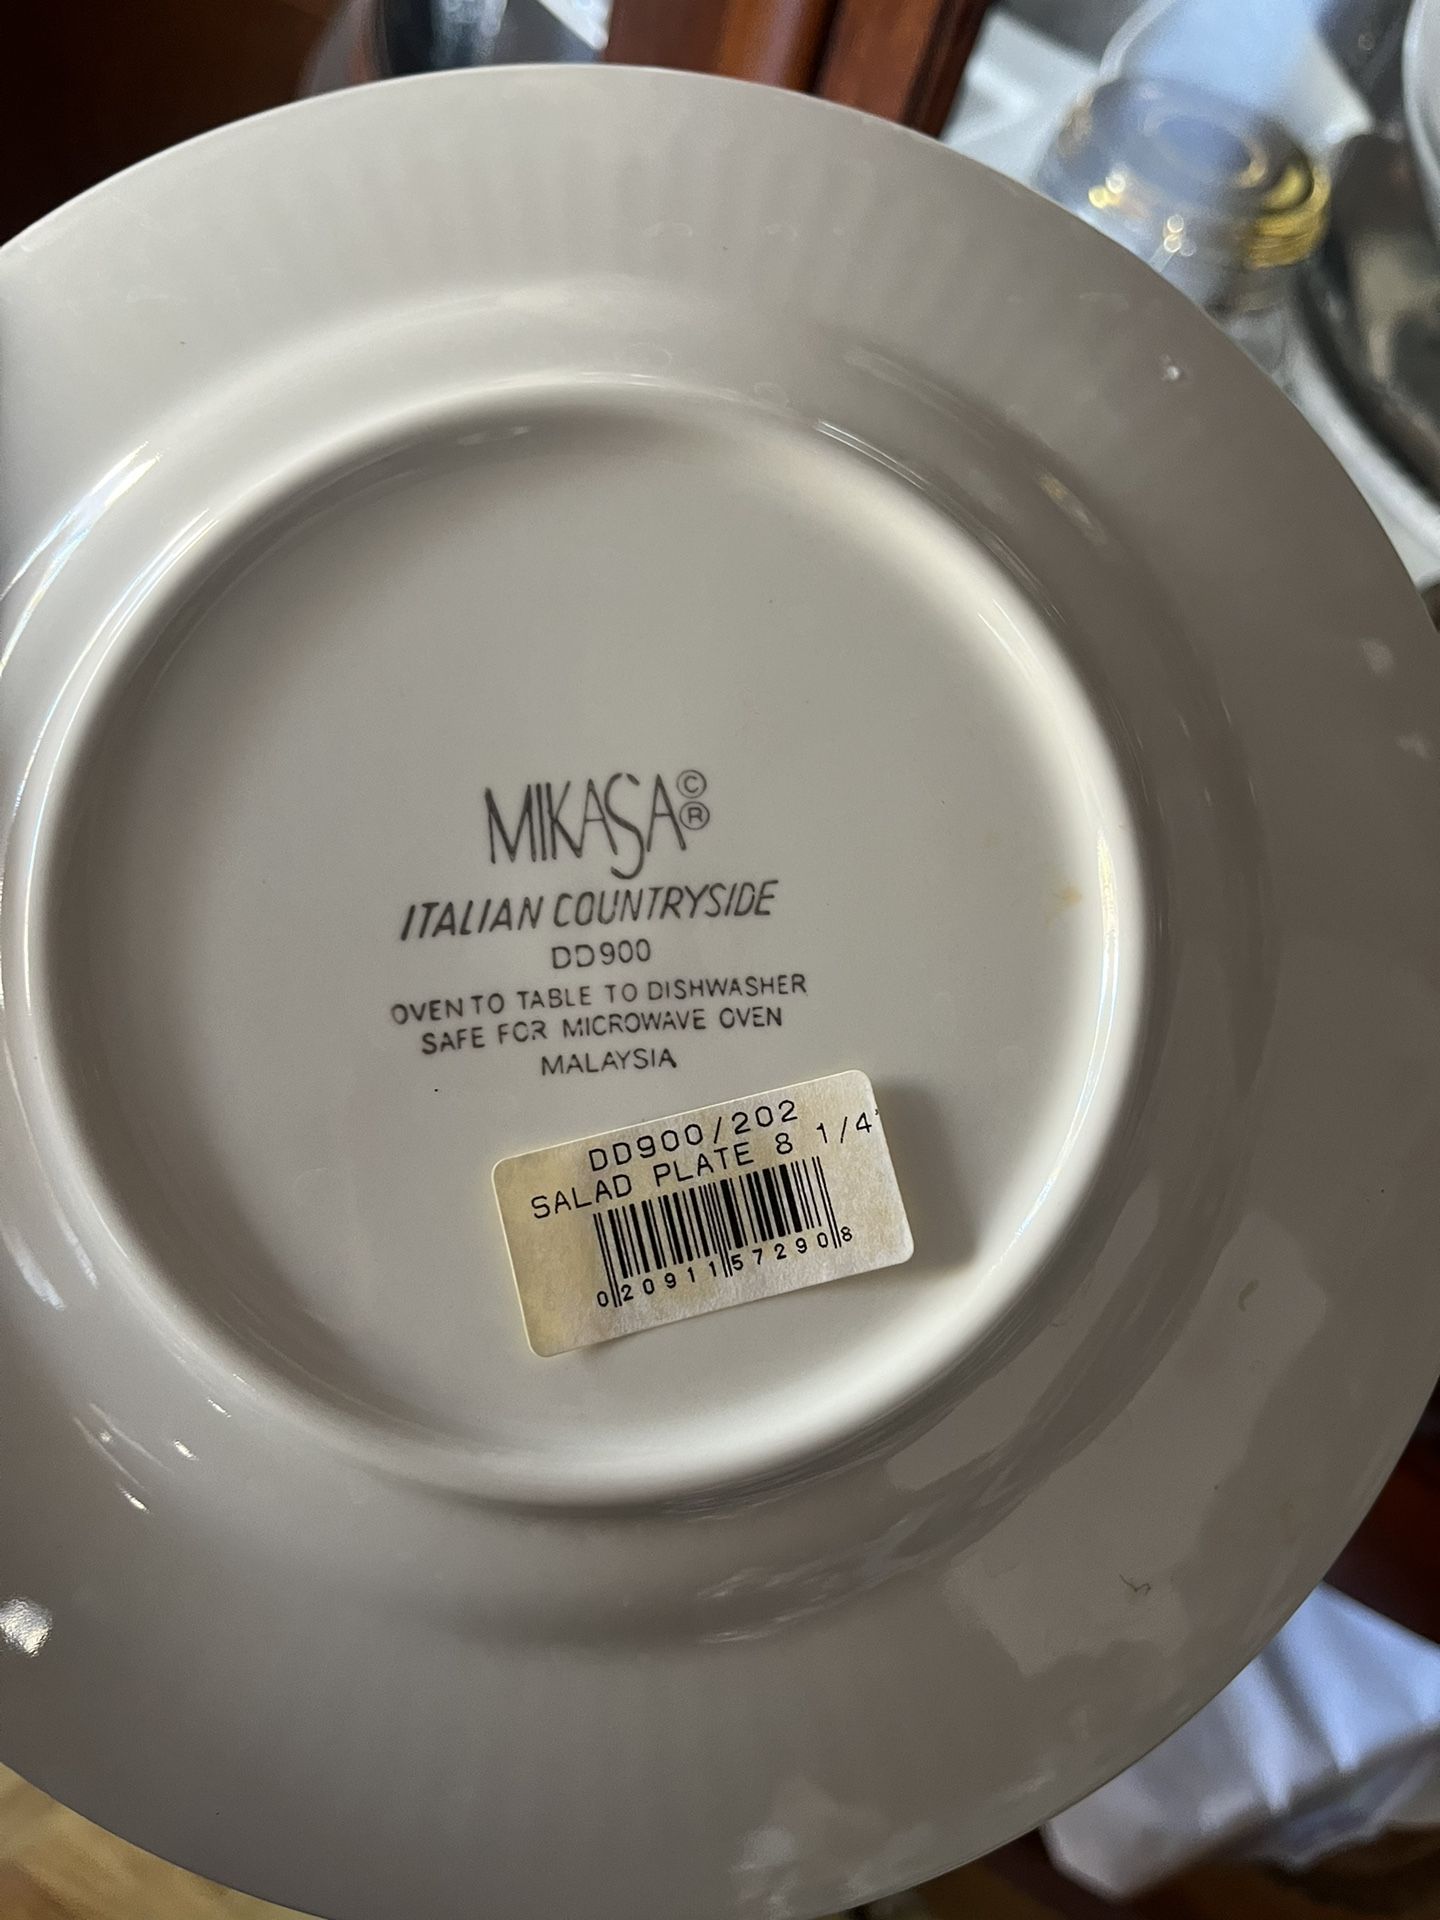 MIKASA©®
ITALIAN COUNTRYSIDE
DD900
OVEN TO TABLE TO DISHWASHER
SAFE FOR MICROWAVE OVEN
MALAYSIA
DD900/202
SALAD PLATE 8 1/4"
0 20911 57290 8